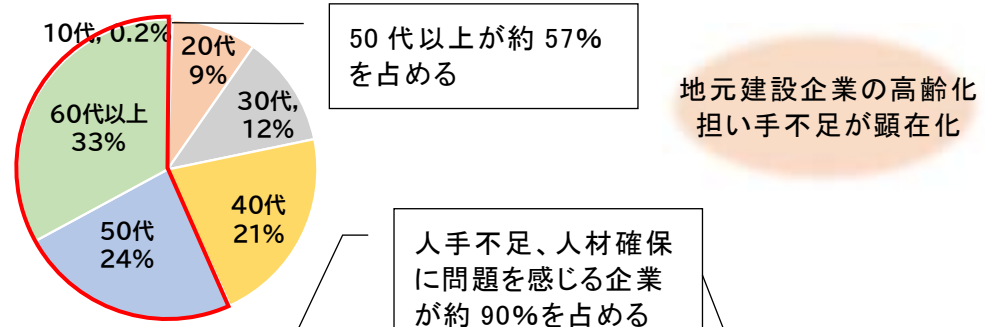 10代, 0.2%
20代
9%
30代,
12%
40代
21%
50代
24%
60代以上
33%
50 代以上が約 57%
を占める
地元建設企業の高齢化
担い手不足が顕在化
人手不足、人材確保
に問題を感じる企業
が約 90%を占める